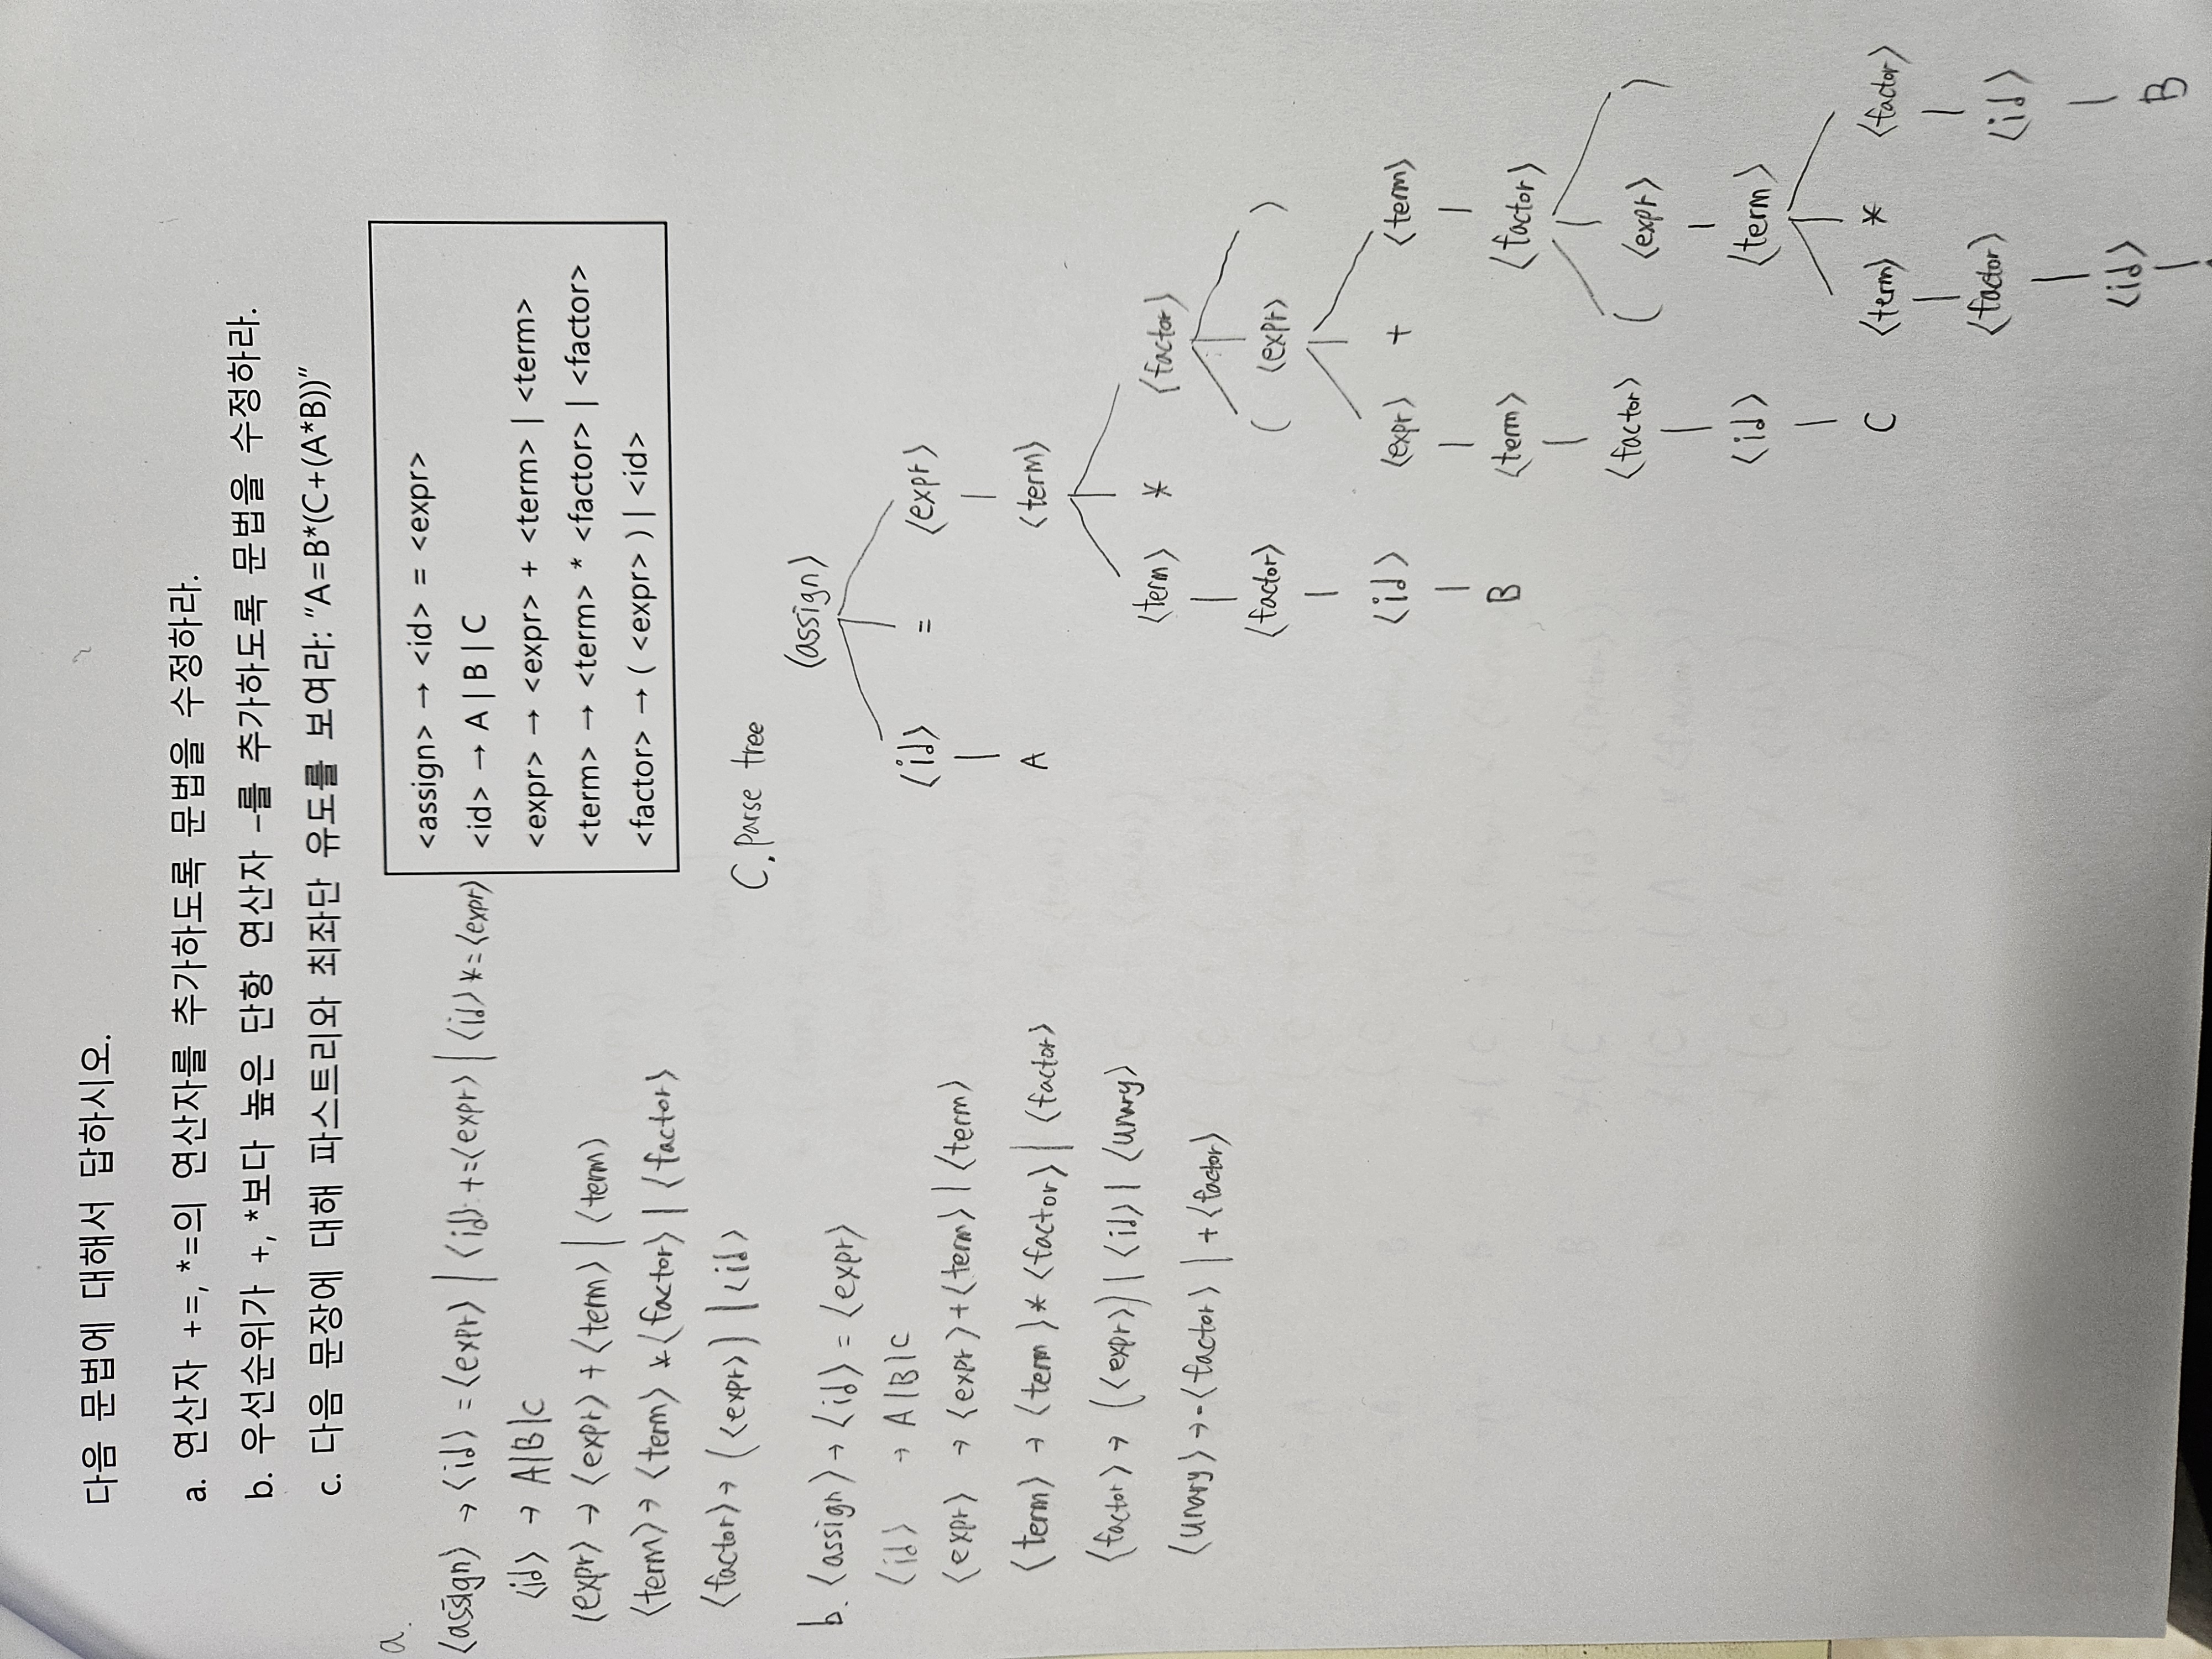 다음 문법에 대해서 답하시오.
a. 연산자 +=, *=의 연산자를 추가하도록 문법을 수정하라.
b. 우선순위가 +, *보다 높은 단항 연산자 –를 추가하도록 문법을 수정하라.
c. 다음 문장에 대해 파스트리와 최좌단 유도를 보여라: “A=B*(C+(A*B))”
<assign> → <id> = <expr>
<id> → A | B | C
<expr> → <expr> + <term> | <term>
<term> → <term> * <factor> | <factor>
<factor> → ( <expr> ) | <id>
a.
<assign> → <id> = <expr> | <id> += <expr> | <id> *= <expr>
<id> → A|B|C
<expr> → <expr> + <term> | <term>
<term> → <term> * <factor> | <factor>
<factor> → (<expr>) | <id>
b. <assign> → <id> = <expr>
<id> → A|B|C
<expr> → <expr> + <term> | <term>
<term> → <term> * <factor> | <factor>
<factor> → (<expr>) | <id> | <unary>
<unary> → -<factor> | +<factor>
C. Parse tree
<assign>
<id> = <expr>
A <term>
<term> * <factor>
<factor> ( <expr> )
<id> <expr> + <term>
B <term> <factor>
<factor> ( <expr> )
<id> <term>
C <term> * <factor>
<factor> <id>
<id> B